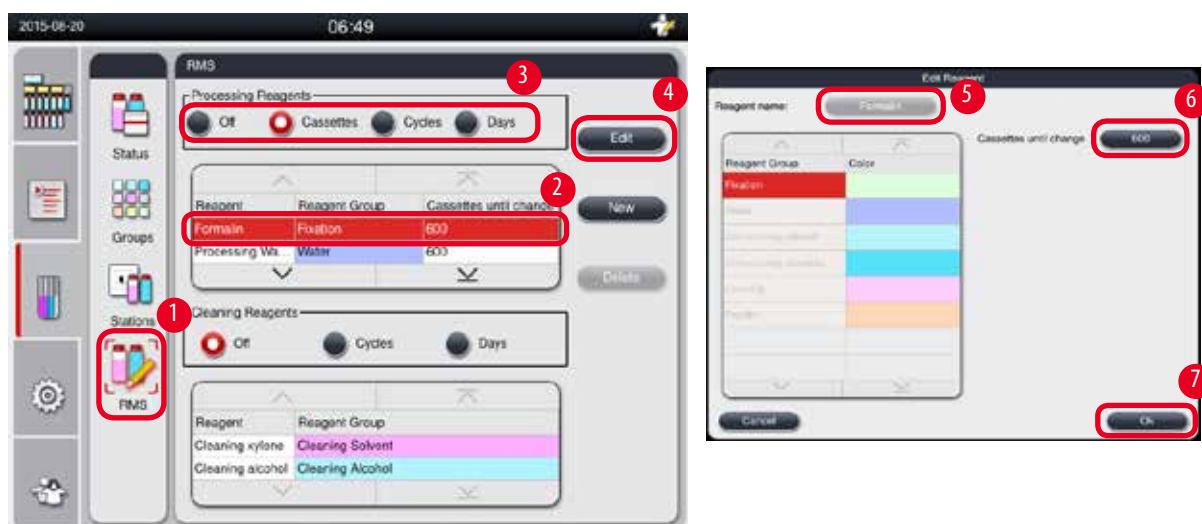 2015-08-20 06:49
RMS
3
Processing Reagents
4
Off Cassettes Cycles Days
Edit
Status
2
Reagent Reagent Group Cassettes until change
New
Formalin Fixation 600
Groups
Processing Wa... Water 600
Delete
1
Stations
Cleaning Reagents
Off Cycles Days
RMS
Reagent Reagent Group
Cleaning xylene Cleaning Solvent
Cleaning alcohol Cleaning Alcohol
Edit Reagent
5
6
Reagent name: Formalin
Cassettes until change 600
Reagent Group Color
Fixation
7
Cancel Ok